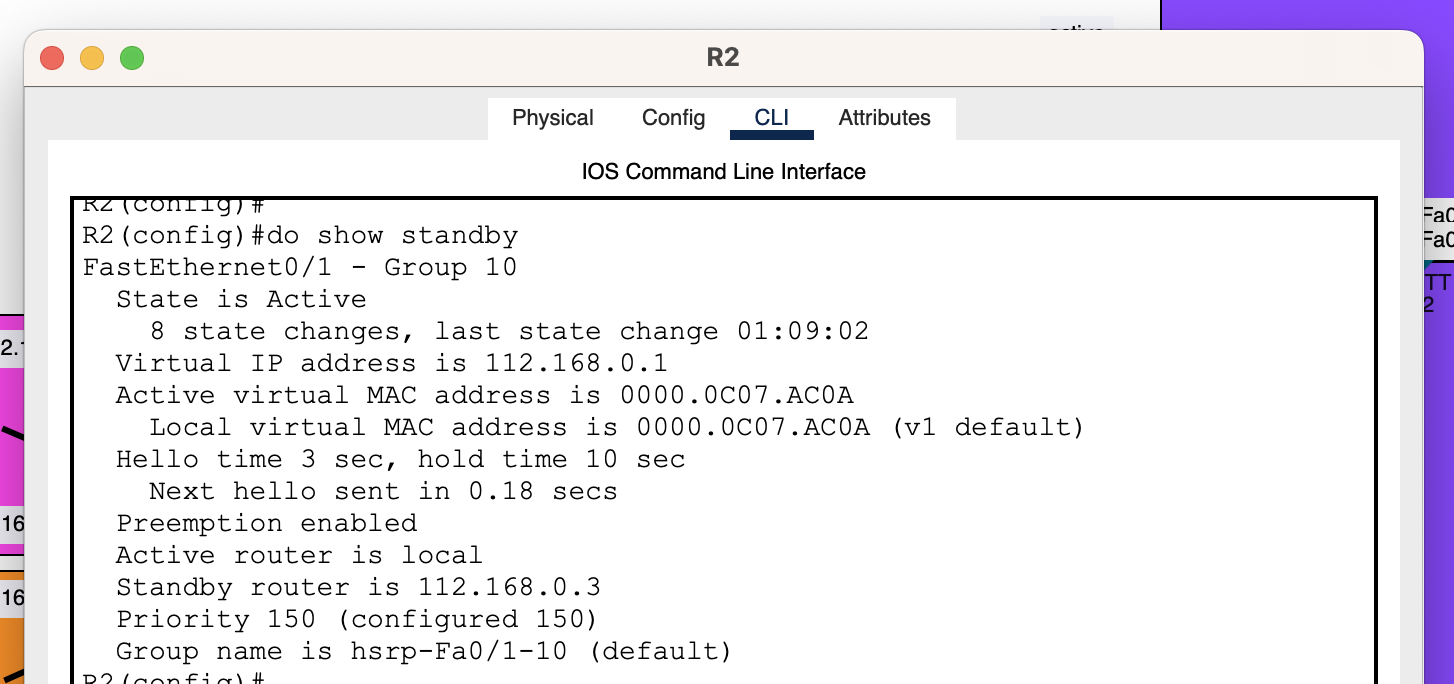 active
R2
Physical Config CLI Attributes
IOS Command Line Interface
R2(config)#
R2(config)#do show standby
FastEthernet0/1 - Group 10
State is Active
8 state changes, last state change 01:09:02
Virtual IP address is 112.168.0.1
Active virtual MAC address is 0000.0C07.AC0A
Local virtual MAC address is 0000.0C07.AC0A (v1 default)
Hello time 3 sec, hold time 10 sec
Next hello sent in 0.18 secs
Preemption enabled
Active router is local
Standby router is 112.168.0.3
Priority 150 (configured 150)
Group name is hsrp-Fa0/1-10 (default)
R2(config)#
Fa0
Fa0
TT
2
2.1
16
16